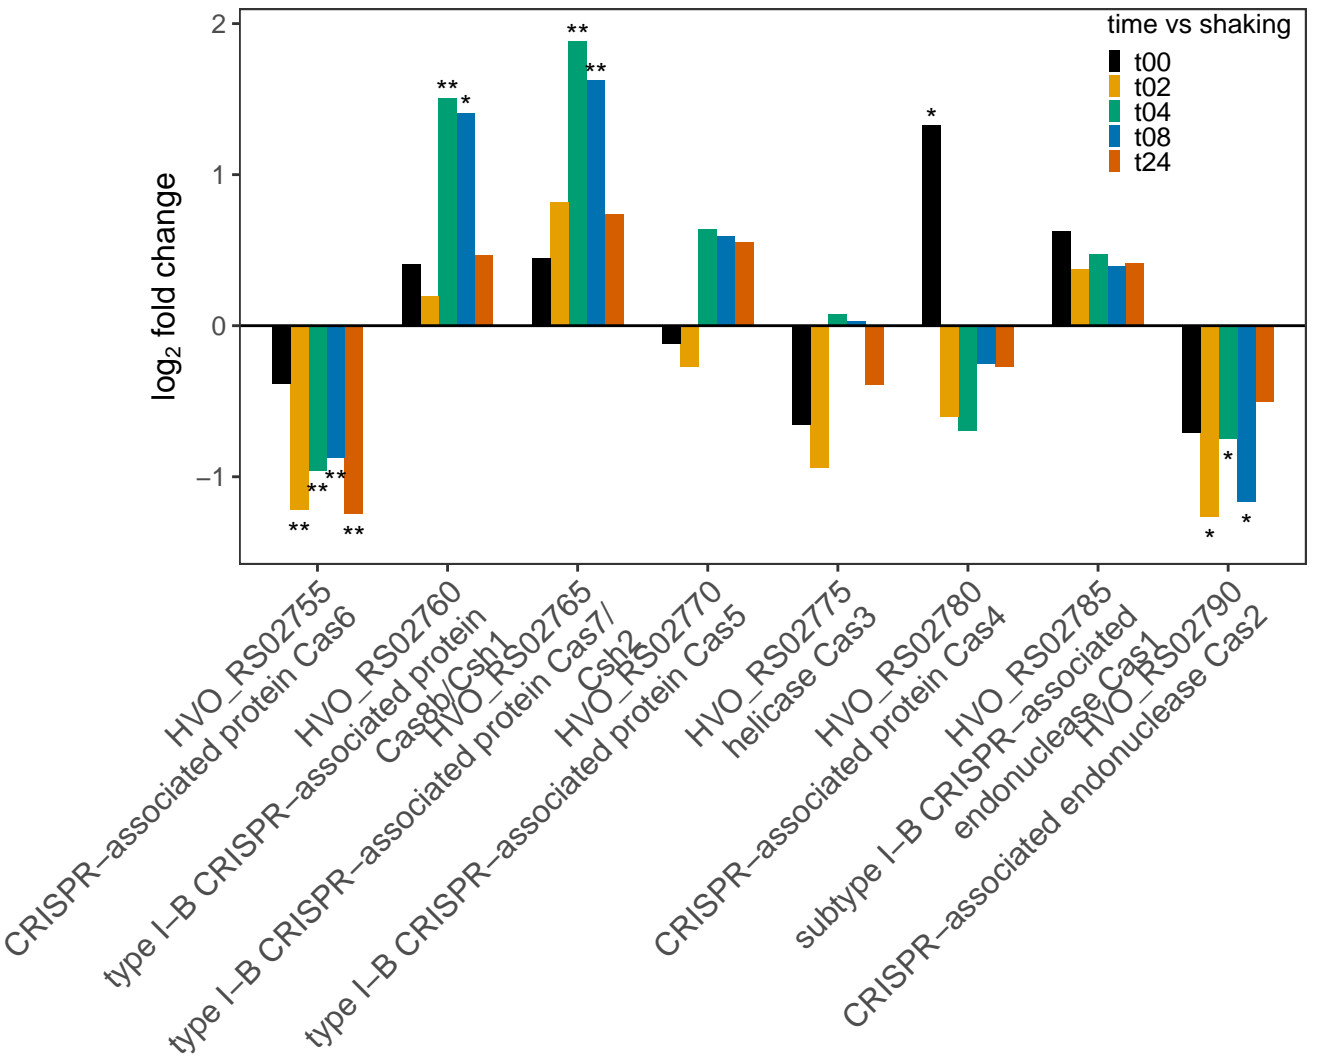 time vs shaking
t00
t02
t04
t08
t24
log2 fold change
2
1
0
−1
**
**
**
**
**
*
**
**
*
*
*
*
HVO_RS02755
CRISPR−associated protein Cas6
HVO_RS02760
type I−B CRISPR−associated protein
Cas8b/Csh1
HVO_RS02765
type I−B CRISPR−associated protein Cas7/
Csh2
HVO_RS02770
type I−B CRISPR−associated protein Cas5
HVO_RS02775
helicase Cas3
HVO_RS02780
CRISPR−associated protein Cas4
HVO_RS02785
subtype I−B CRISPR−associated
endonuclease Cas1
HVO_RS02790
CRISPR−associated endonuclease Cas2